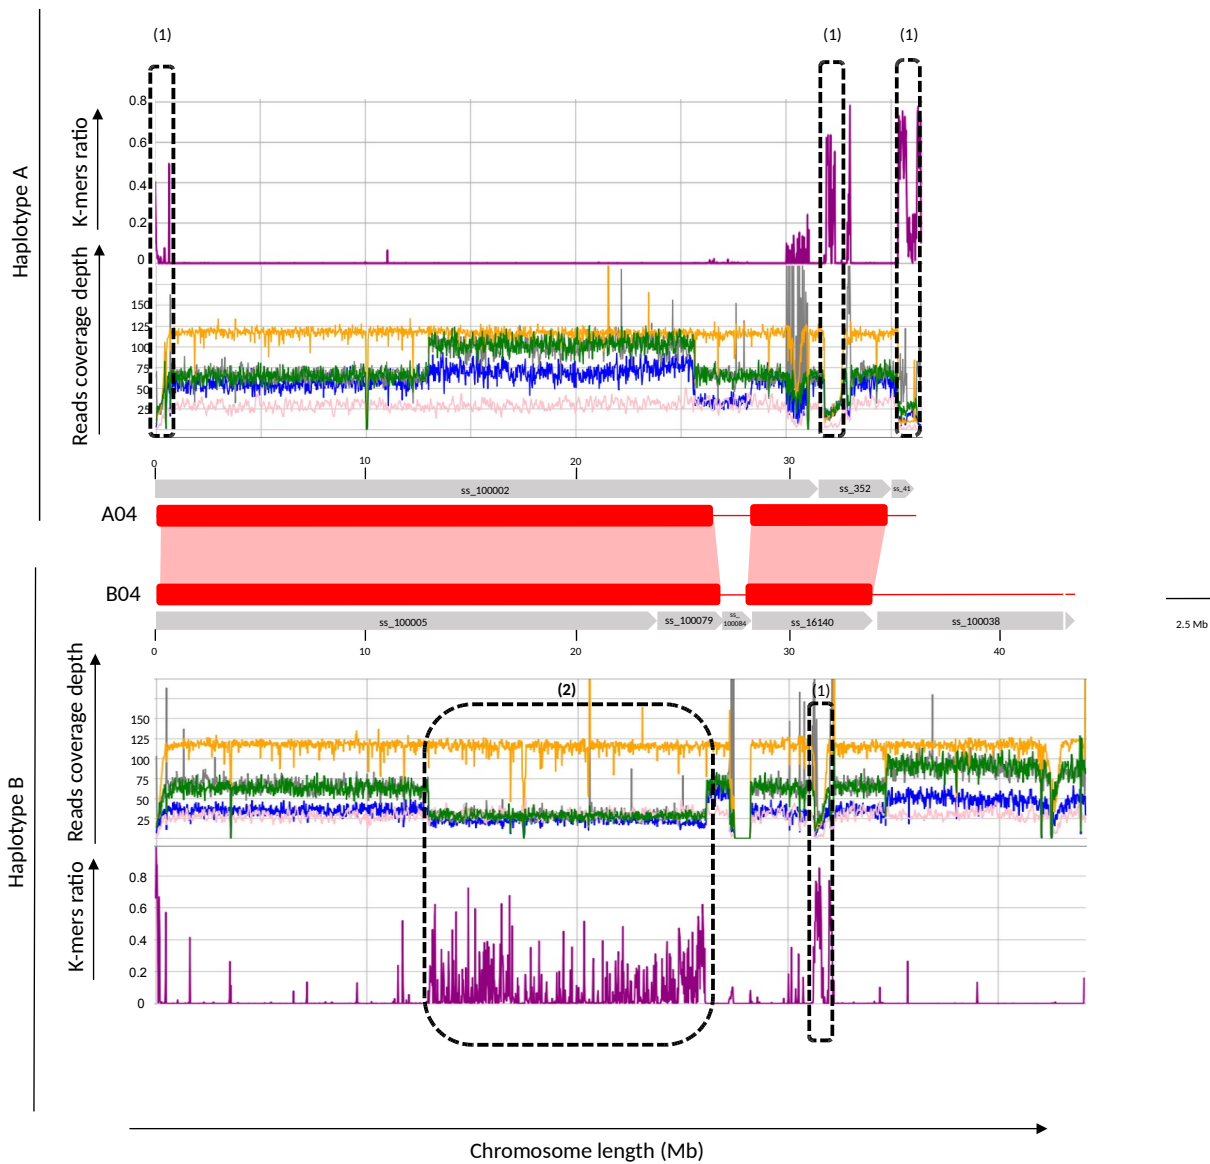 (1) (1) (1)
Haplotype A
K-mers ratio
0.8
0.6
0.4
0.2
0
Reads coverage depth
150
125
100
75
50
25
0 10 20 30
ss_100002 ss_352 ss_41
A04
B04
ss_100005 ss_100079 ss_100084 ss_16140 ss_100038
2.5 Mb
0 10 20 30 40
Haplotype B
Reads coverage depth
(2) (1)
150
125
100
75
50
25
K-mers ratio
0.8
0.6
0.4
0.2
0
Chromosome length (Mb)